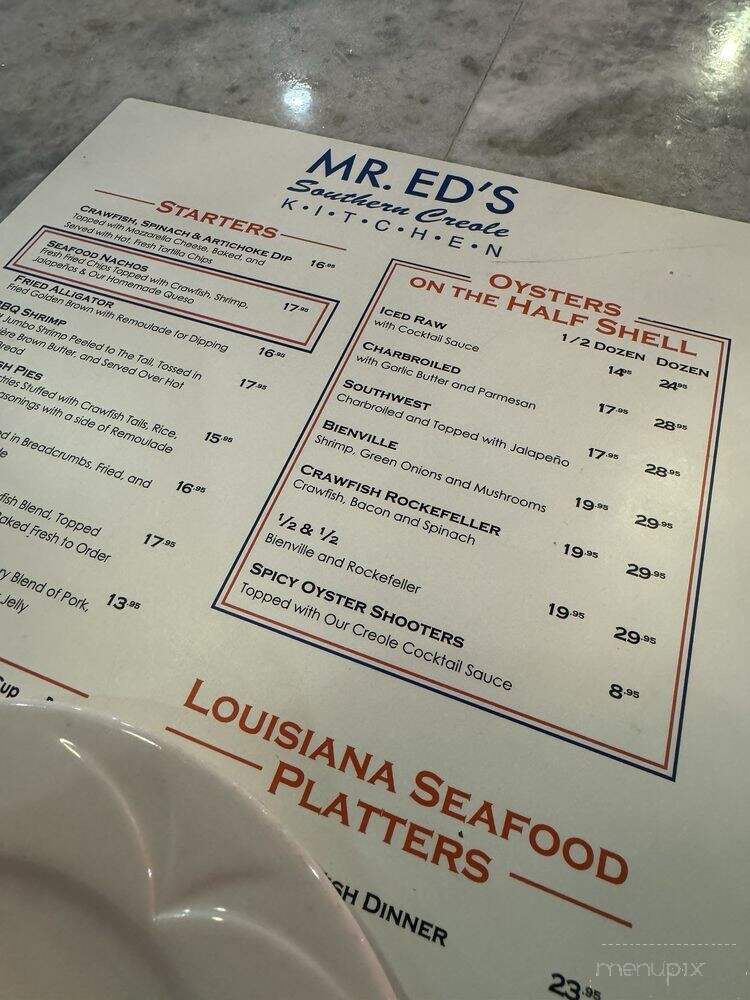 MR. ED'S
Southern Creole
K•I•T•C•H•E•N
STARTERS
CRAWFISH, SPINACH & ARTICHOKE DIP 16.95
Topped with Mozzarella Cheese, Baked, and
Served with Hot, Fresh Tortilla Chips
SEAFOOD NACHOS 17.95
Fresh Fried Chips Topped with Crawfish, Shrimp,
Jalapeños & Our Homemade Queso
FRIED ALLIGATOR 16.95
Fried Golden Brown with Remoulade for Dipping
BBQ SHRIMP 17.95
Jumbo Shrimp Peeled to The Tail, Tossed in
Brown Butter, and Served Over Hot
PIES 15.95
Stuffed with Crawfish Tails, Rice,
with a side of Remoulade
in Breadcrumbs, Fried, and 16.95
Blend, Topped 17.95
Baked Fresh to Order
Blend of Pork, 13.95
Jelly
Cup
OYSTERS
ON THE HALF SHELL
1/2 DOZEN DOZEN
ICED RAW 14.95 24.95
with Cocktail Sauce
CHARBROILED 17.95 28.95
with Garlic Butter and Parmesan
SOUTHWEST 17.95 28.95
Charbroiled and Topped with Jalapeño
BIENVILLE 19.95 29.95
Shrimp, Green Onions and Mushrooms
CRAWFISH ROCKEFELLER 19.95 29.95
Crawfish, Bacon and Spinach
1/2 & 1/2 19.95 29.95
Bienville and Rockefeller
SPICY OYSTER SHOOTERS 8.95
Topped with Our Creole Cocktail Sauce
LOUISIANA SEAFOOD
PLATTERS
DINNER
23.95
menupix